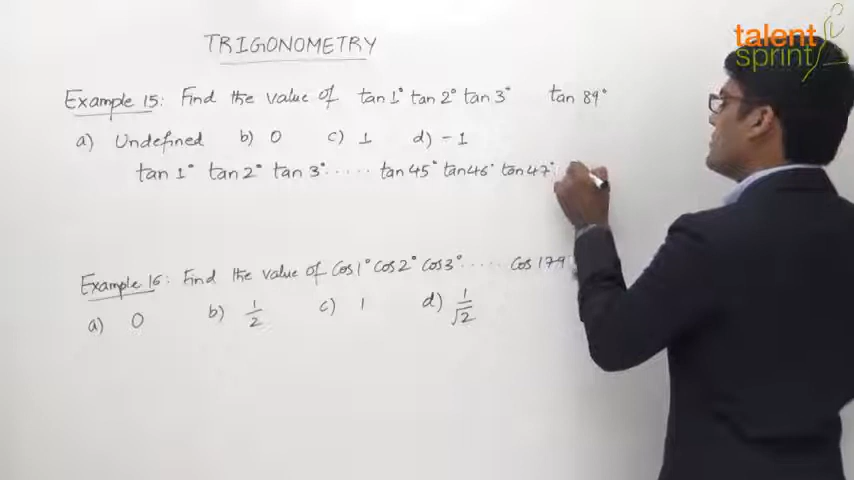 talent
sprint
TRIGONOMETRY
Example 15: Find the value of tan 1° tan 2° tan 3° tan 89°
a) Undefined b) 0 c) 1 d) -1
tan 1° tan 2° tan 3° ...... tan 45° tan 46° tan 47°
Example 16: Find the value of Cos 1° Cos 2° Cos 3° ...... Cos 179
a) 0 b) 1/2 c) 1 d) 1/√2